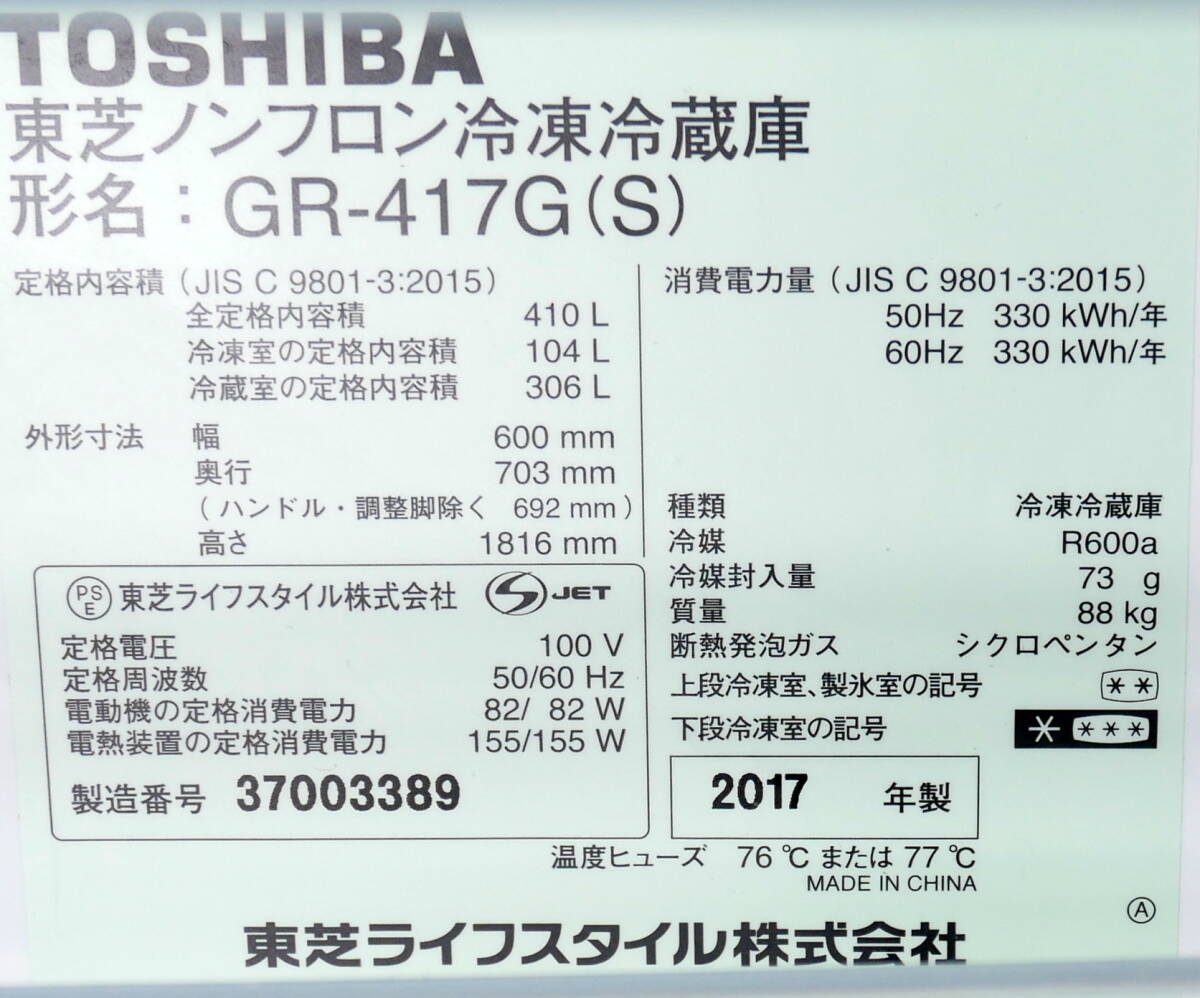 TOSHIBA
東芝ノンフロン冷凍冷蔵庫
形名：GR-417G(S)
定格内容積（JIS C 9801-3:2015）
全定格内容積 410 L
冷凍室の定格内容積 104 L
冷蔵室の定格内容積 306 L
外形寸法 幅 600 mm
奥行 703 mm
（ハンドル・調整脚除く 692 mm）
高さ 1816 mm
消費電力量（JIS C 9801-3:2015）
50Hz 330 kWh/年
60Hz 330 kWh/年
種類 冷凍冷蔵庫
冷媒 R600a
冷媒封入量 73 g
質量 88 kg
断熱発泡ガス シクロペンタン
上段冷凍室、製氷室の記号 **
下段冷凍室の記号 * ***
PSE 東芝ライフスタイル株式会社 S JET
定格電圧 100 V
定格周波数 50/60 Hz
電動機の定格消費電力 82/ 82 W
電熱装置の定格消費電力 155/155 W
製造番号 37003389
2017 年製
温度ヒューズ 76 ℃ または 77 ℃
MADE IN CHINA
Ⓐ
東芝ライフスタイル株式会社